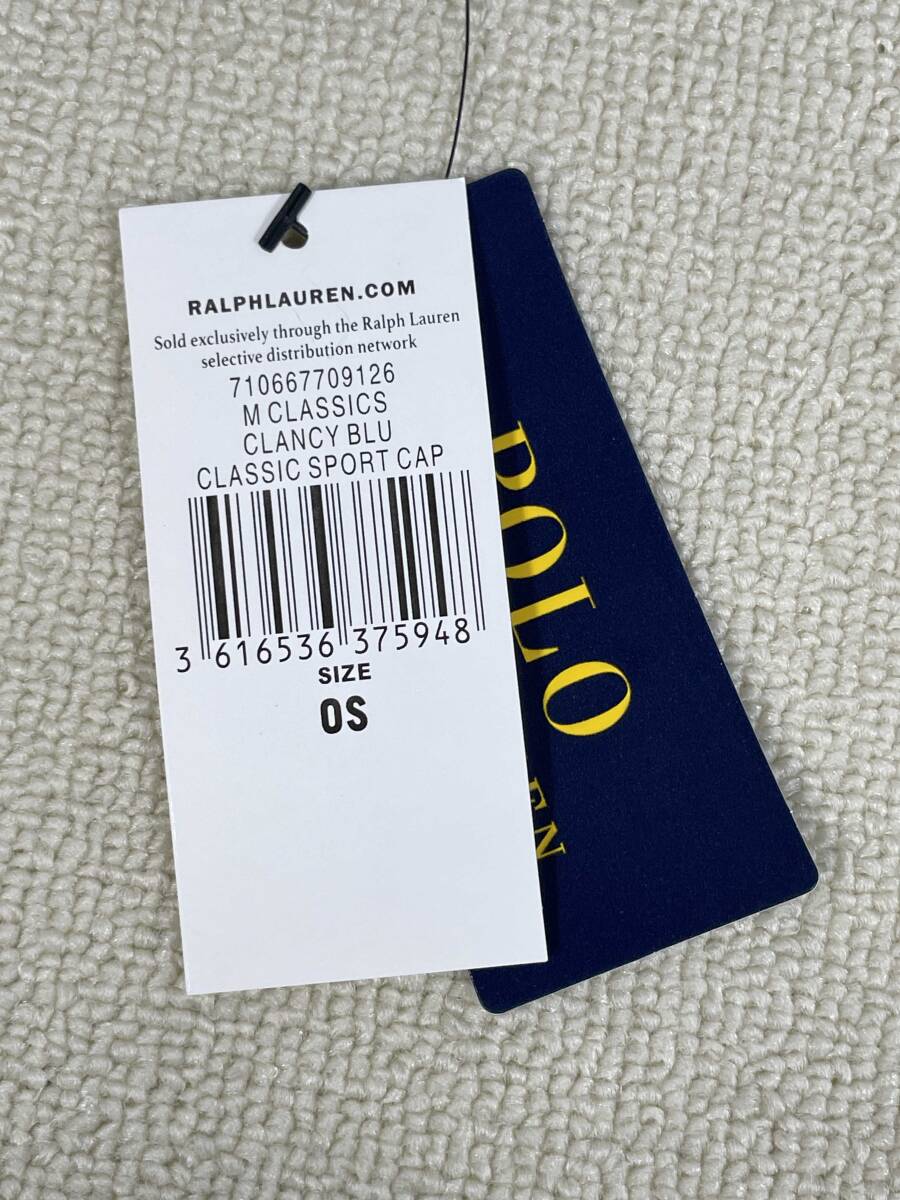 RALPHLAUREN.COM
Sold exclusively through the Ralph Lauren
selective distribution network
710667709126
M CLASSICS
CLANCY BLU
CLASSIC SPORT CAP
3 616536 375948
SIZE
OS
POLO
EN